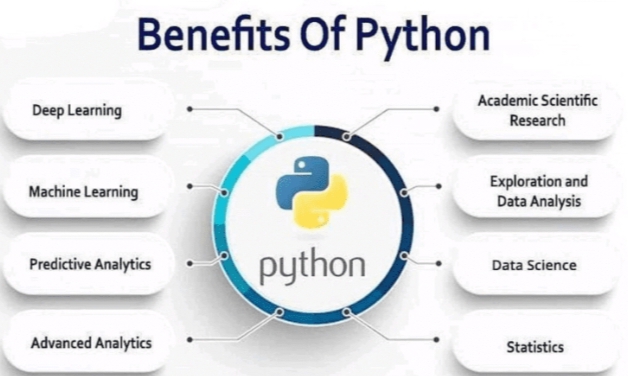 Benefits Of Python
Deep Learning
Machine Learning
Predictive Analytics
Advanced Analytics
python
Academic Scientific
Research
Exploration and
Data Analysis
Data Science
Statistics